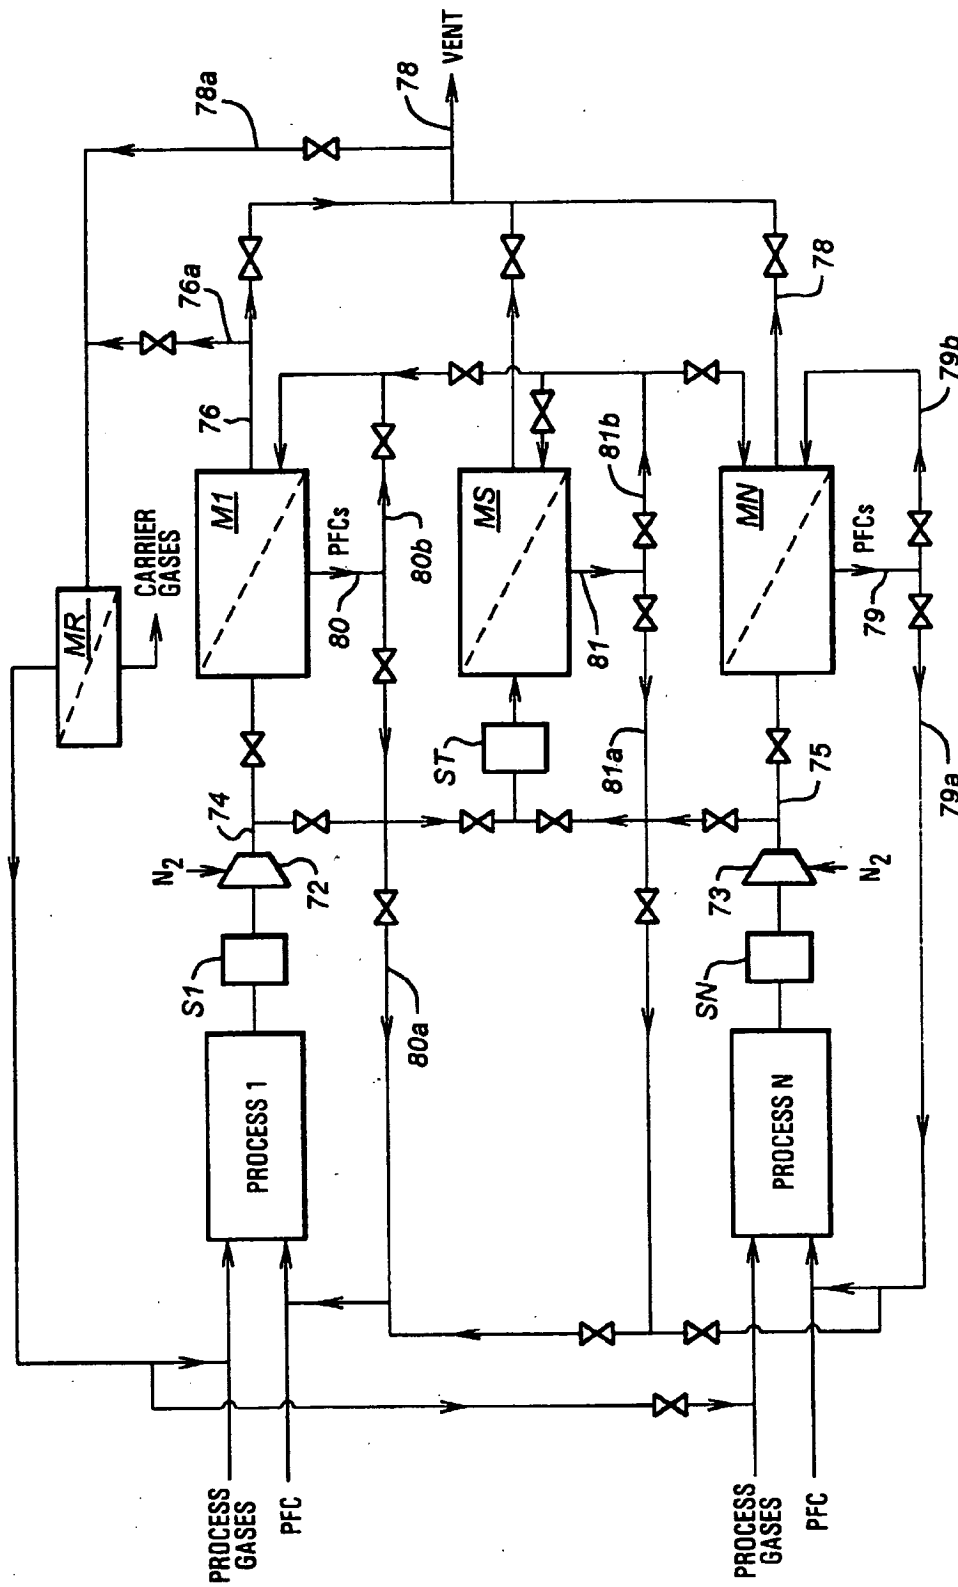 78a
78
VENT
76a
76
MR
CARRIER
GASES
M1
PFCs
80
80b
N2
74
72
S1
80a
PROCESS 1
PROCESS
GASES
PFC
MS
81
81b
81a
ST
78
79b
MN
PFCs
79
79a
75
73
N2
SN
PROCESS N
PROCESS
GASES
PFC